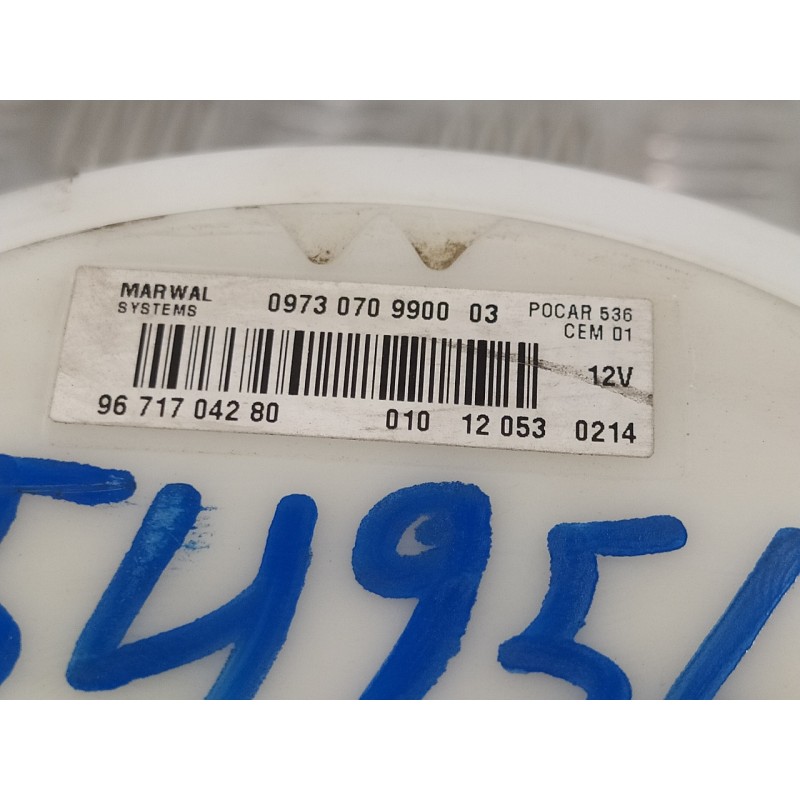 MARWAL 0973 070 9900 03 POCAR 536
SYSTEMS CEM 01
12V
96 717 042 80 010 12 053 0214
54951